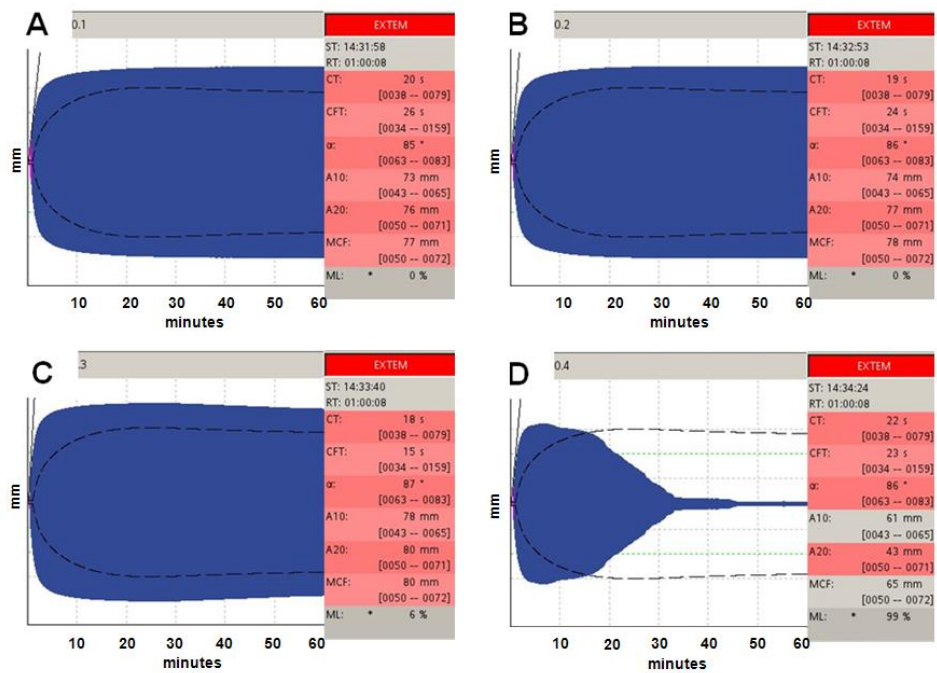 A
0.1
EXTEM
ST: 14:31:58
RT: 01:00:08
CT: 20 s
[0038 -- 0079]
CFT: 26 s
[0034 -- 0159]
α: 85 °
[0063 -- 0083]
A10: 73 mm
[0043 -- 0065]
A20: 76 mm
[0050 -- 0071]
MCF: 77 mm
[0050 -- 0072]
ML: * 0 %
mm
10 20 30 40 50 60
minutes
B
0.2
EXTEM
ST: 14:32:53
RT: 01:00:08
CT: 19 s
[0038 -- 0079]
CFT: 24 s
[0034 -- 0159]
α: 86 °
[0063 -- 0083]
A10: 74 mm
[0043 -- 0065]
A20: 77 mm
[0050 -- 0071]
MCF: 78 mm
[0050 -- 0072]
ML: * 0 %
mm
10 20 30 40 50 60
minutes
C
.3
EXTEM
ST: 14:33:40
RT: 01:00:08
CT: 18 s
[0038 -- 0079]
CFT: 15 s
[0034 -- 0159]
α: 87 °
[0063 -- 0083]
A10: 78 mm
[0043 -- 0065]
A20: 80 mm
[0050 -- 0071]
MCF: 80 mm
[0050 -- 0072]
ML: * 6 %
mm
10 20 30 40 50 60
minutes
D
0.4
EXTEM
ST: 14:34:24
RT: 01:00:08
CT: 22 s
[0038 -- 0079]
CFT: 23 s
[0034 -- 0159]
α: 86 °
[0063 -- 0083]
A10: 61 mm
[0043 -- 0065]
A20: 43 mm
[0050 -- 0071]
MCF: 65 mm
[0050 -- 0072]
ML: * 99 %
mm
10 20 30 40 50 60
minutes